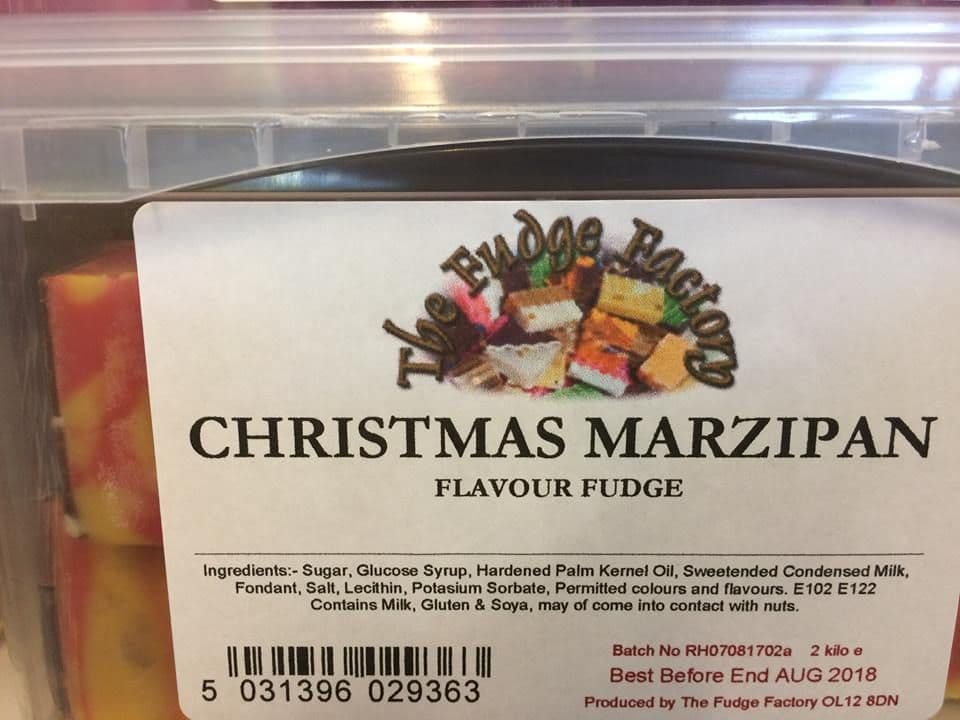 The Fudge Factory
CHRISTMAS MARZIPAN
FLAVOUR FUDGE
Ingredients:- Sugar, Glucose Syrup, Hardened Palm Kernel Oil, Sweetended Condensed Milk,
Fondant, Salt, Lecithin, Potasium Sorbate, Permitted colours and flavours. E102 E122
Contains Milk, Gluten & Soya, may of come into contact with nuts.
Batch No RH07081702a 2 kilo e
Best Before End AUG 2018
Produced by The Fudge Factory OL12 8DN
5 031396 029363